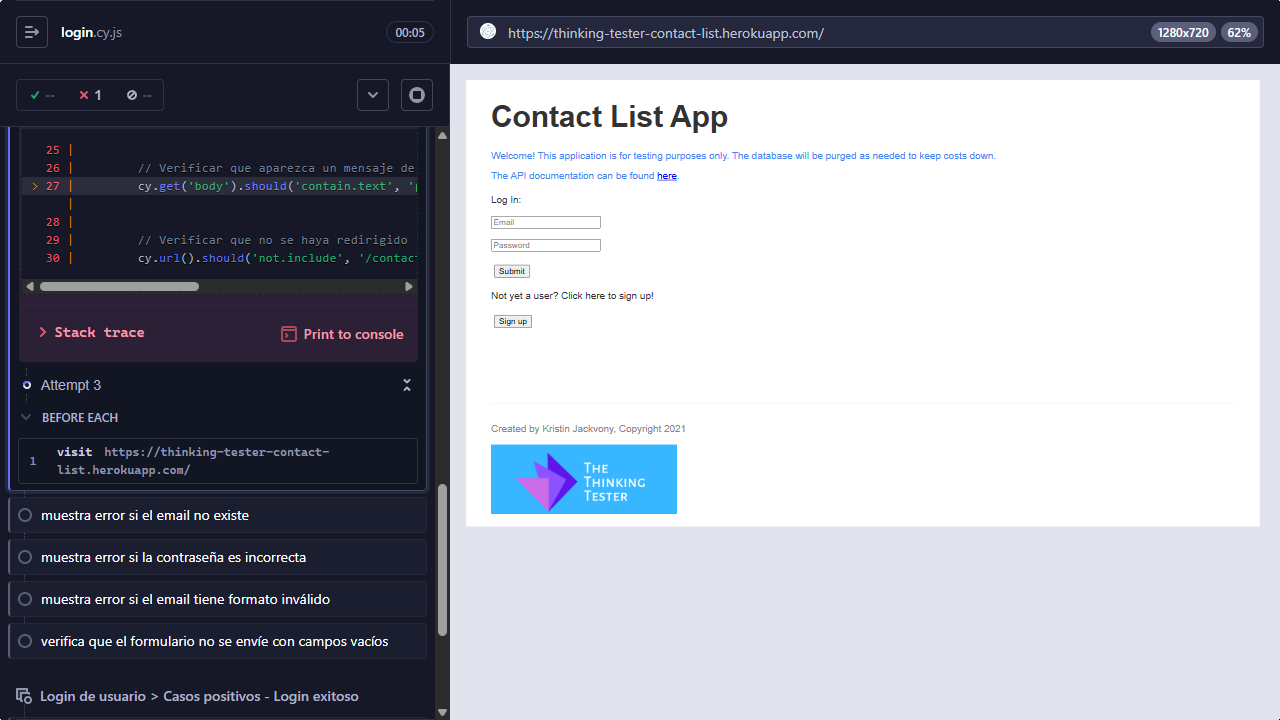 login.cy.js
00:05
--
1
--
25 |
26 | // Verificar que aparezca un mensaje de
> 27 | cy.get('body').should('contain.text', '
|
28 |
29 | // Verificar que no se haya redirigido
30 | cy.url().should('not.include', '/contac
Stack trace
Print to console
Attempt 3
BEFORE EACH
1 visit https://thinking-tester-contact-
list.herokuapp.com/
muestra error si el email no existe
muestra error si la contraseña es incorrecta
muestra error si el email tiene formato inválido
verifica que el formulario no se envíe con campos vacíos
Login de usuario > Casos positivos - Login exitoso
https://thinking-tester-contact-list.herokuapp.com/
1280x720
62%
Contact List App
Welcome! This application is for testing purposes only. The database will be purged as needed to keep costs down.
The API documentation can be found here.
Log In:
Email
Password
Submit
Not yet a user? Click here to sign up!
Sign up
Created by Kristin Jackvony, Copyright 2021
THE
THINKING
TESTER